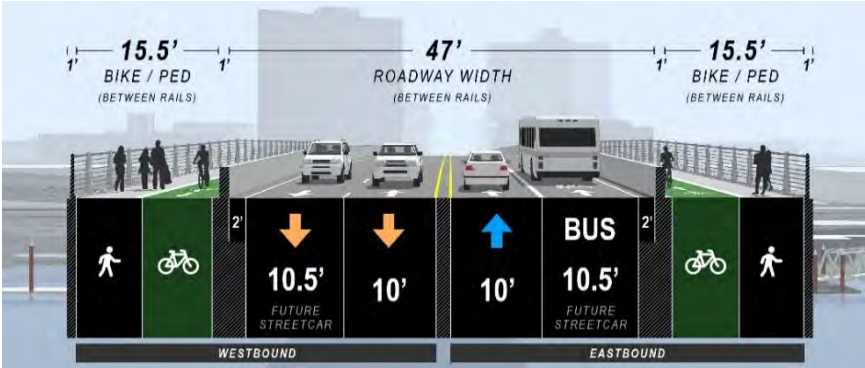 15.5’
47’
15.5’
1’
1’
1’
1’
BIKE / PED
ROADWAY WIDTH
BIKE / PED
(BETWEEN RAILS)
(BETWEEN RAILS)
(BETWEEN RAILS)
2’
10.5’
FUTURE
STREETCAR
10’
10’
BUS
10.5’
FUTURE
STREETCAR
2’
WESTBOUND
EASTBOUND